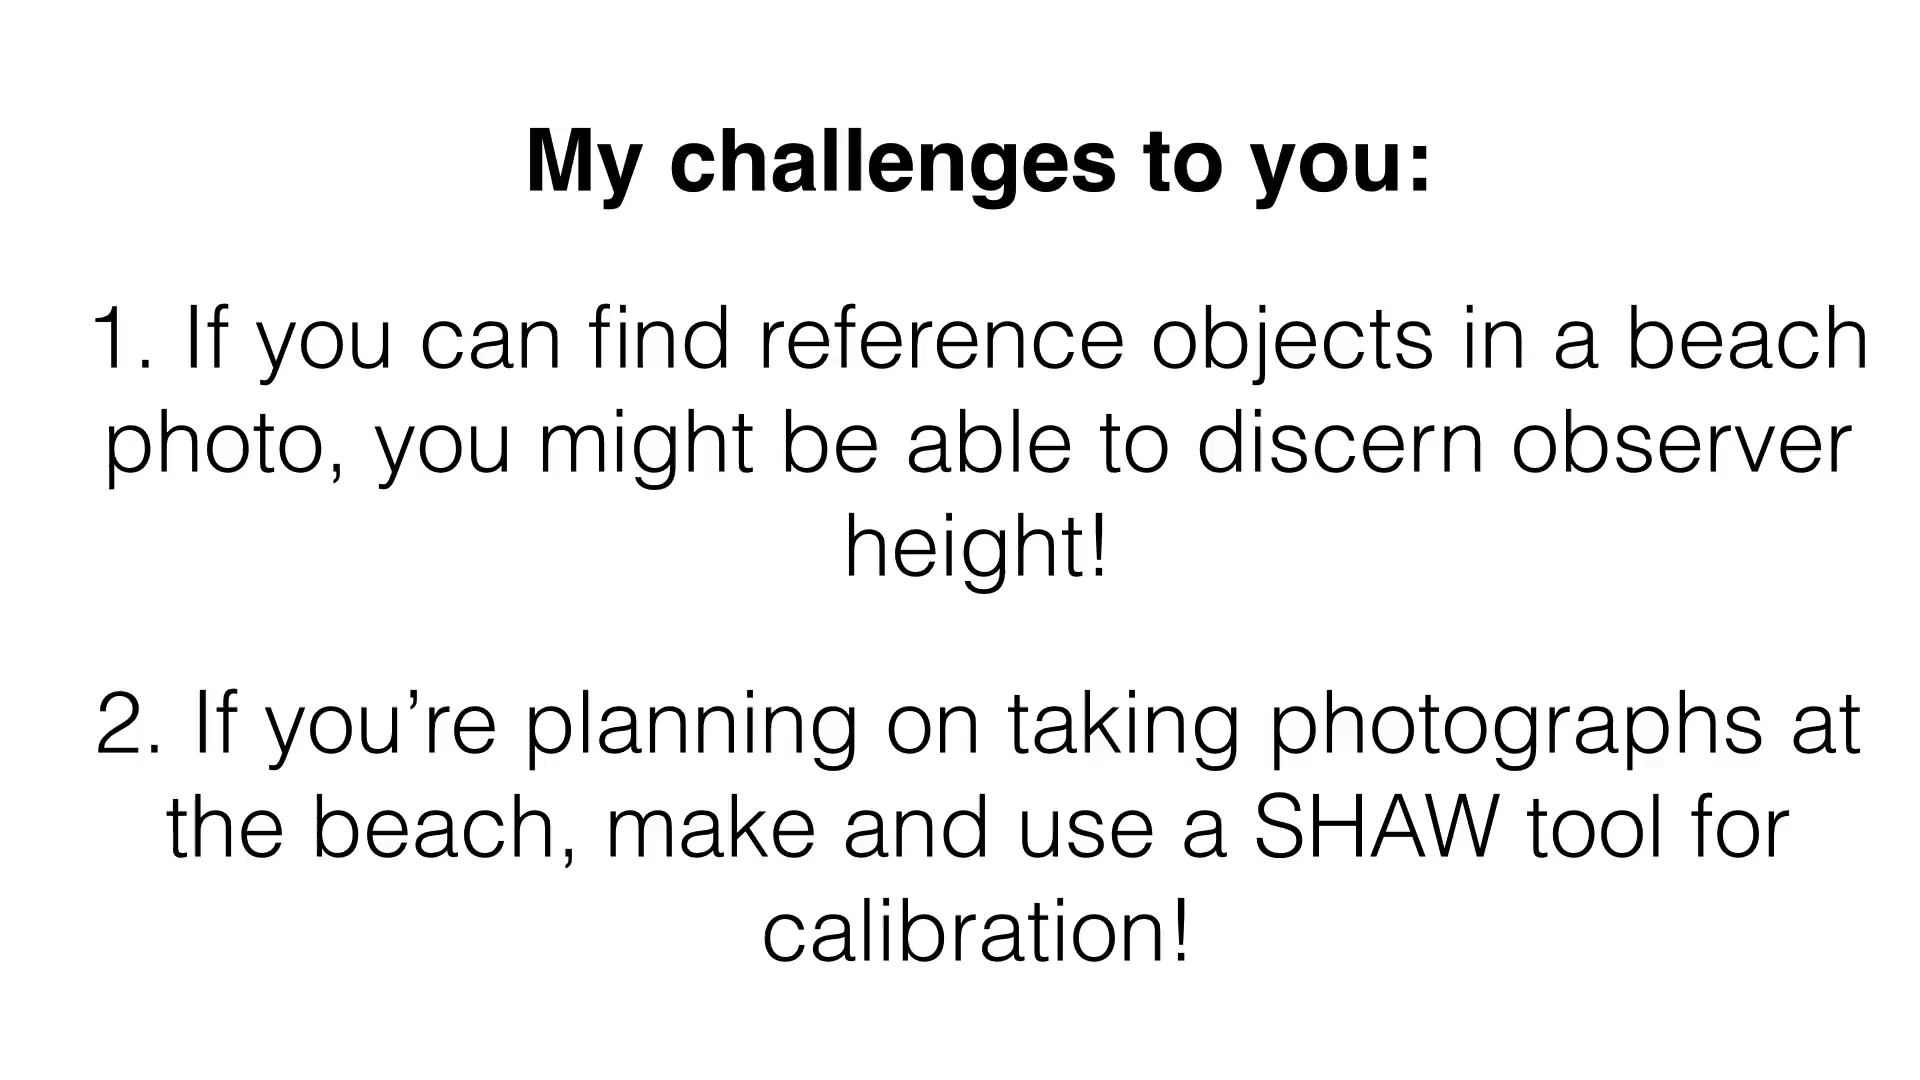 My challenges to you:
1. If you can find reference objects in a beach
photo, you might be able to discern observer
height!
2. If you’re planning on taking photographs at
the beach, make and use a SHAW tool for
calibration!